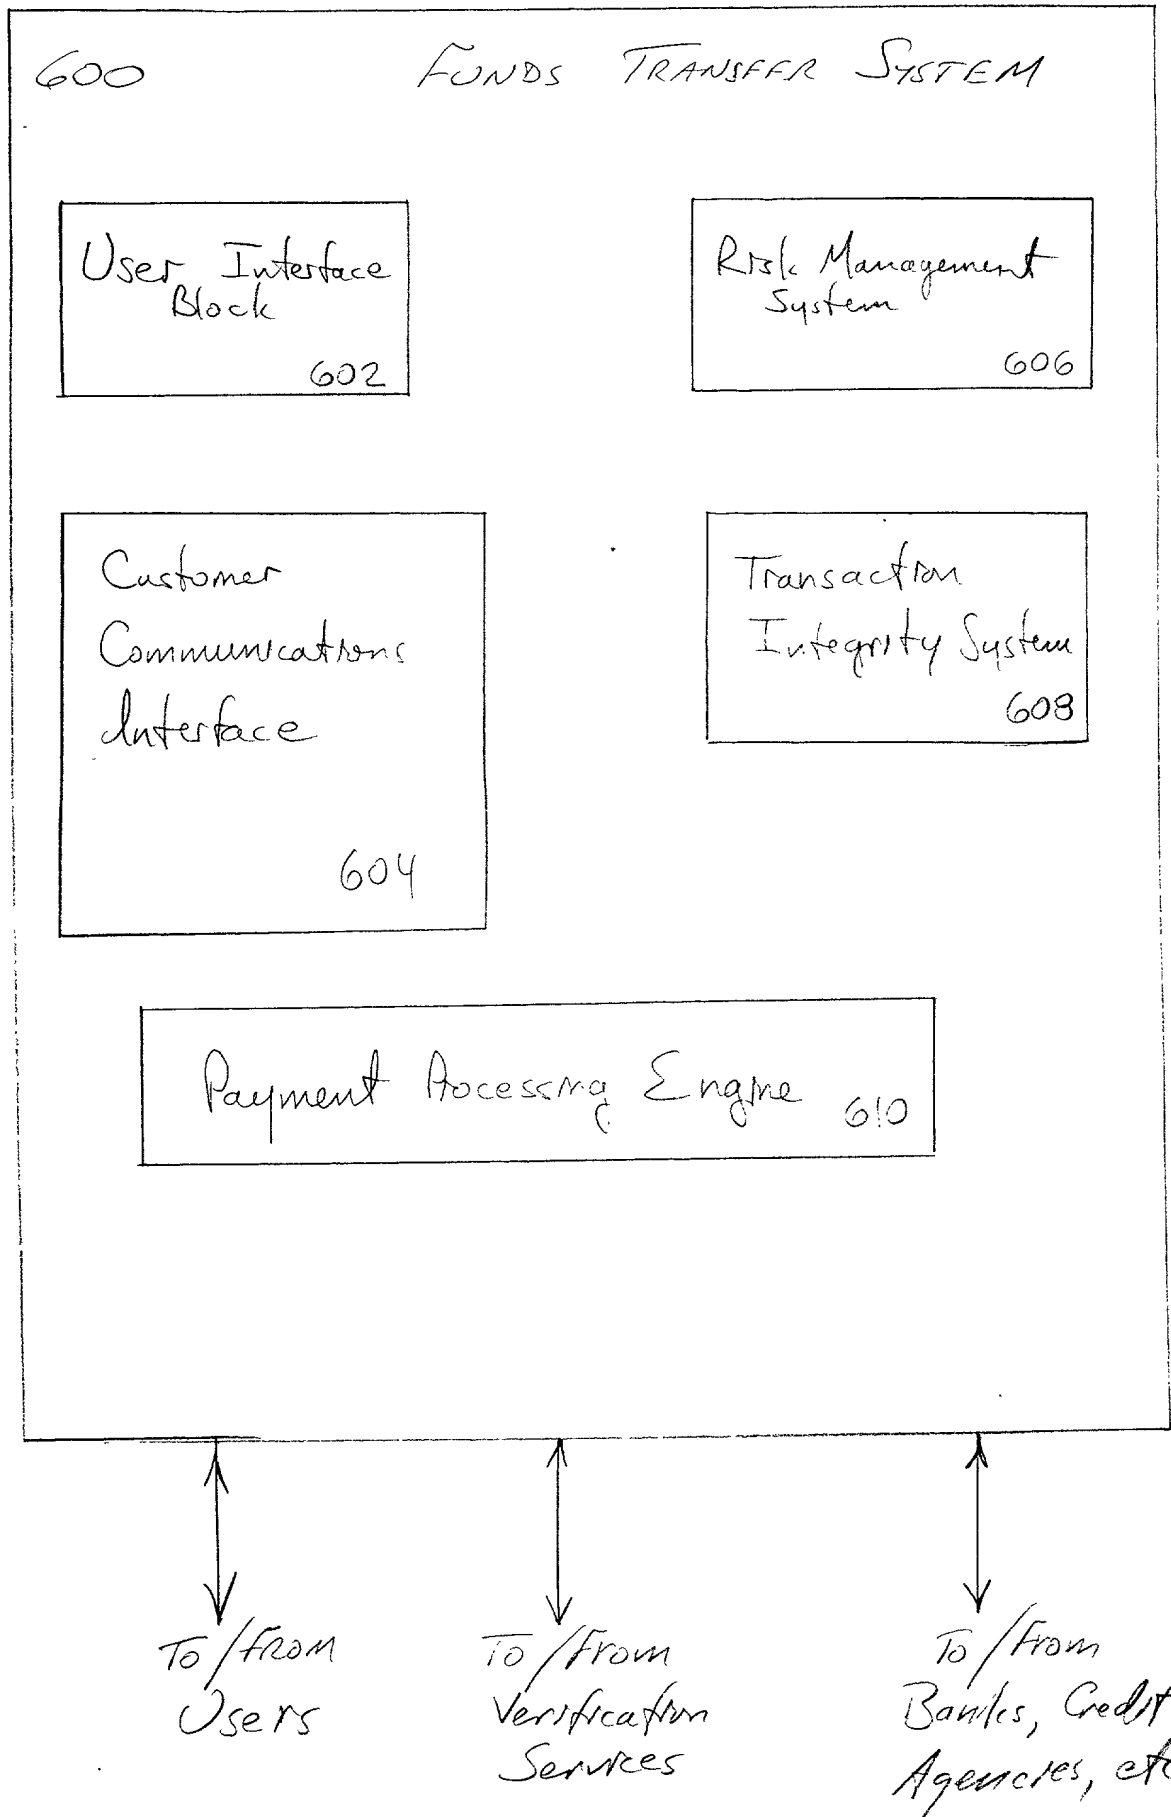 600 FUNDS TRANSFER SYSTEM
User Interface
Block
602
Risk Management
System
606
Customer
Communications
Interface
604
Transaction
Integrity System
608
Payment Processing Engine 610
To/From
Users
To/From
Verification
Services
To/From
Banks, Credit
Agencies, etc